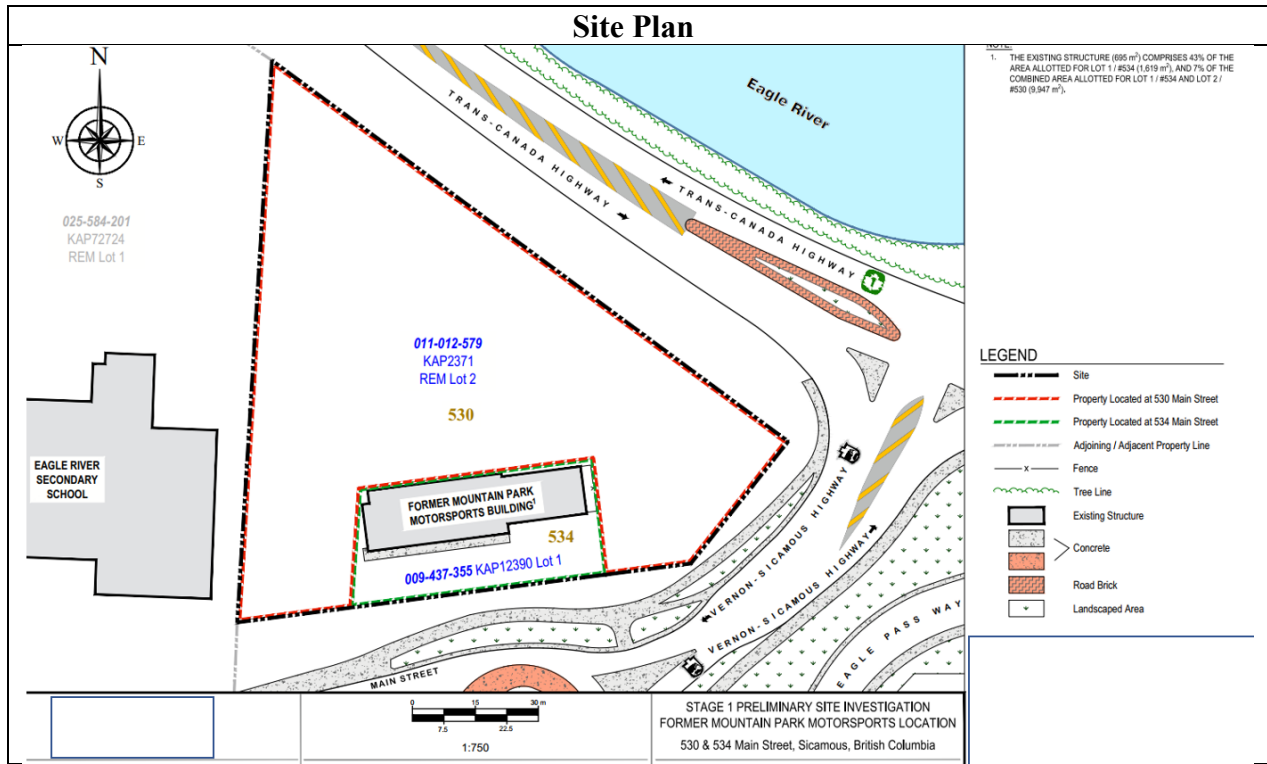 Site Plan
N
W
E
S
025-584-201
KAP72724
REM Lot 1
TRANS-CANADA HIGHWAY
TRANS-CANADA HIGHWAY
Eagle River
1
NOTE:
1. THE EXISTING STRUCTURE (695 m²) COMPRISES 43% OF THE
AREA ALLOTTED FOR LOT 1 / #534 (1,619 m²), AND 7% OF THE
COMBINED AREA ALLOTTED FOR LOT 1 / #534 AND LOT 2 /
#530 (9,947 m²).
011-012-579
KAP2371
REM Lot 2
530
EAGLE RIVER
SECONDARY
SCHOOL
FORMER MOUNTAIN PARK
MOTORSPORTS BUILDING¹
534
009-437-355 KAP12390 Lot 1
VERNON-SICAMOUS HIGHWAY
VERNON-SICAMOUS HIGHWAY
EAGLE PASS WAY
MAIN STREET
LEGEND
Site
Property Located at 530 Main Street
Property Located at 534 Main Street
Adjoining / Adjacent Property Line
x
Fence
Tree Line
Existing Structure
Concrete
Road Brick
Landscaped Area
0 15 30 m
7.5 22.5
1:750
STAGE 1 PRELIMINARY SITE INVESTIGATION
FORMER MOUNTAIN PARK MOTORSPORTS LOCATION
530 & 534 Main Street, Sicamous, British Columbia